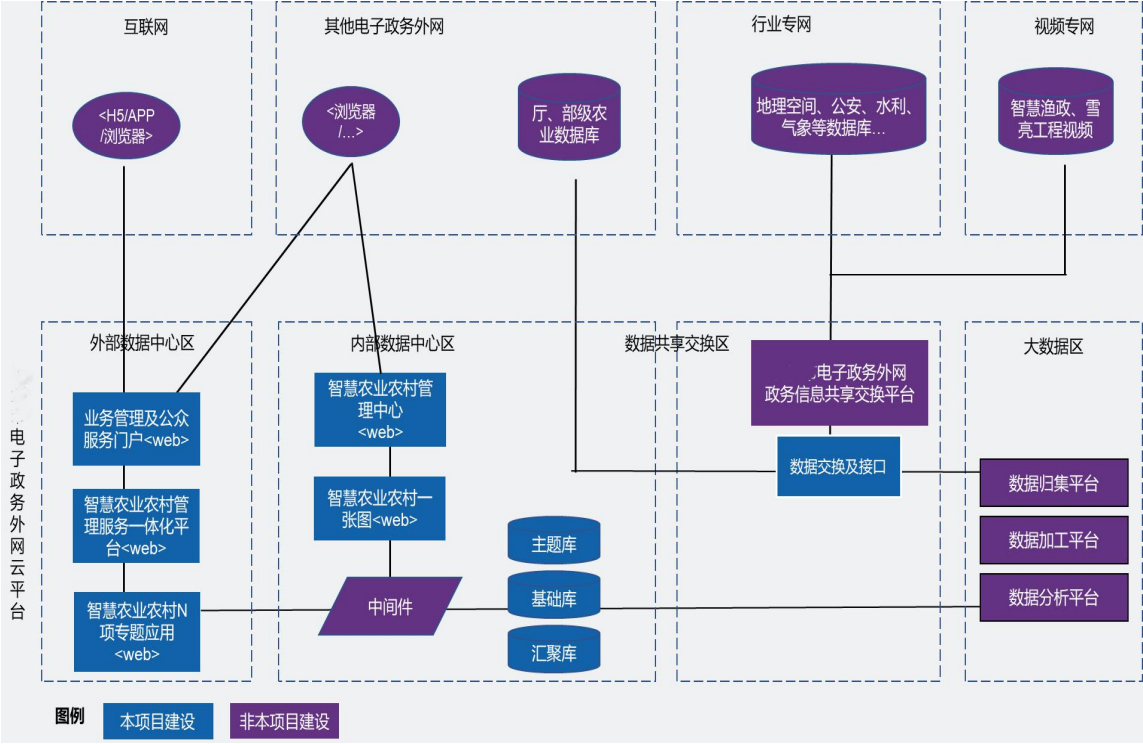 互联网
其他电子政务外网
行业专网
视频专网
<H5/APP
/浏览器>
<浏览器
/...>
厅、部级农
业数据库
地理空间、公安、水利、
气象等数据库...
智慧渔政、雪
亮工程视频
外部数据中心区
内部数据中心区
数据共享交换区
大数据区
电子政务外网云平台
业务管理及公众
服务门户<web>
智慧农业农村管
理服务一体化平
台<web>
智慧农业农村N
项专题应用
<web>
智慧农业农村管
理中心
<web>
智慧农业农村一
张图<web>
中间件
主题库
基础库
汇聚库
电子政务外网
政务信息共享交换平台
数据交换及接口
数据归集平台
数据加工平台
数据分析平台
图例
本项目建设
非本项目建设